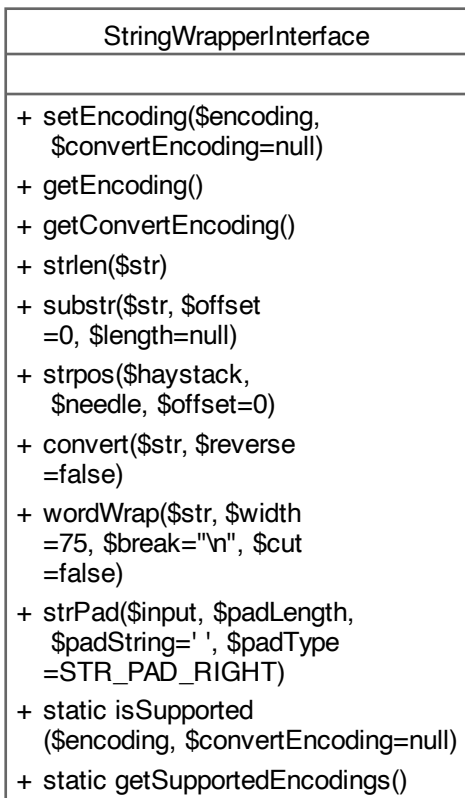 StringWrapperInterface
+ setEncoding($encoding,
$convertEncoding=null)
+ getEncoding()
+ getConvertEncoding()
+ strlen($str)
+ substr($str, $offset
=0, $length=null)
+ strpos($haystack,
$needle, $offset=0)
+ convert($str, $reverse
=false)
+ wordWrap($str, $width
=75, $break="\n", $cut
=false)
+ strPad($input, $padLength,
$padString=' ', $padType
=STR_PAD_RIGHT)
+ static isSupported
($encoding, $convertEncoding=null)
+ static getSupportedEncodings()